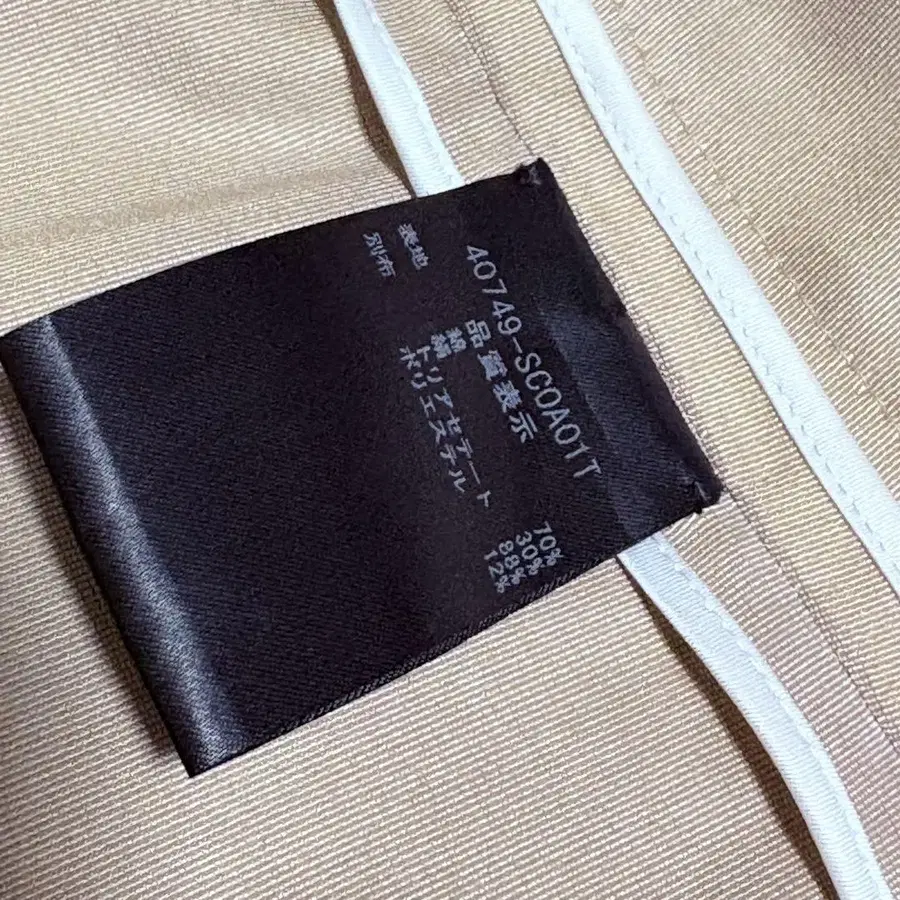 40749-SCOA01T
品質表示
表地 綿 70%
絹 30%
別布 トリアセテート 88%
ポリエステル 12%